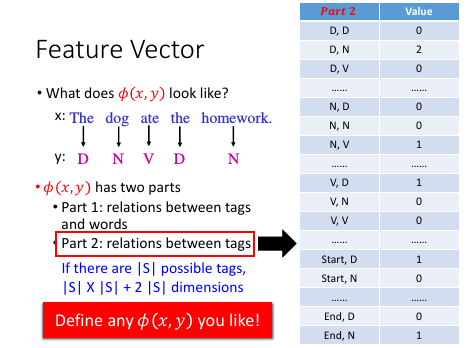 Feature Vector
• What does ϕ(x, y) look like?
x: The dog ate the homework.
y: D N V D N
• ϕ(x, y) has two parts
• Part 1: relations between tags
and words
• Part 2: relations between tags
If there are |S| possible tags,
|S| X |S| + 2 |S| dimensions
Define any ϕ(x, y) you like!
Part 2 Value
D, D 0
D, N 2
D, V 0
…… ……
N, D 0
N, N 0
N, V 1
…… ……
V, D 1
V, N 0
V, V 0
…… ……
Start, D 1
Start, N 0
…… ……
End, D 0
End, N 1